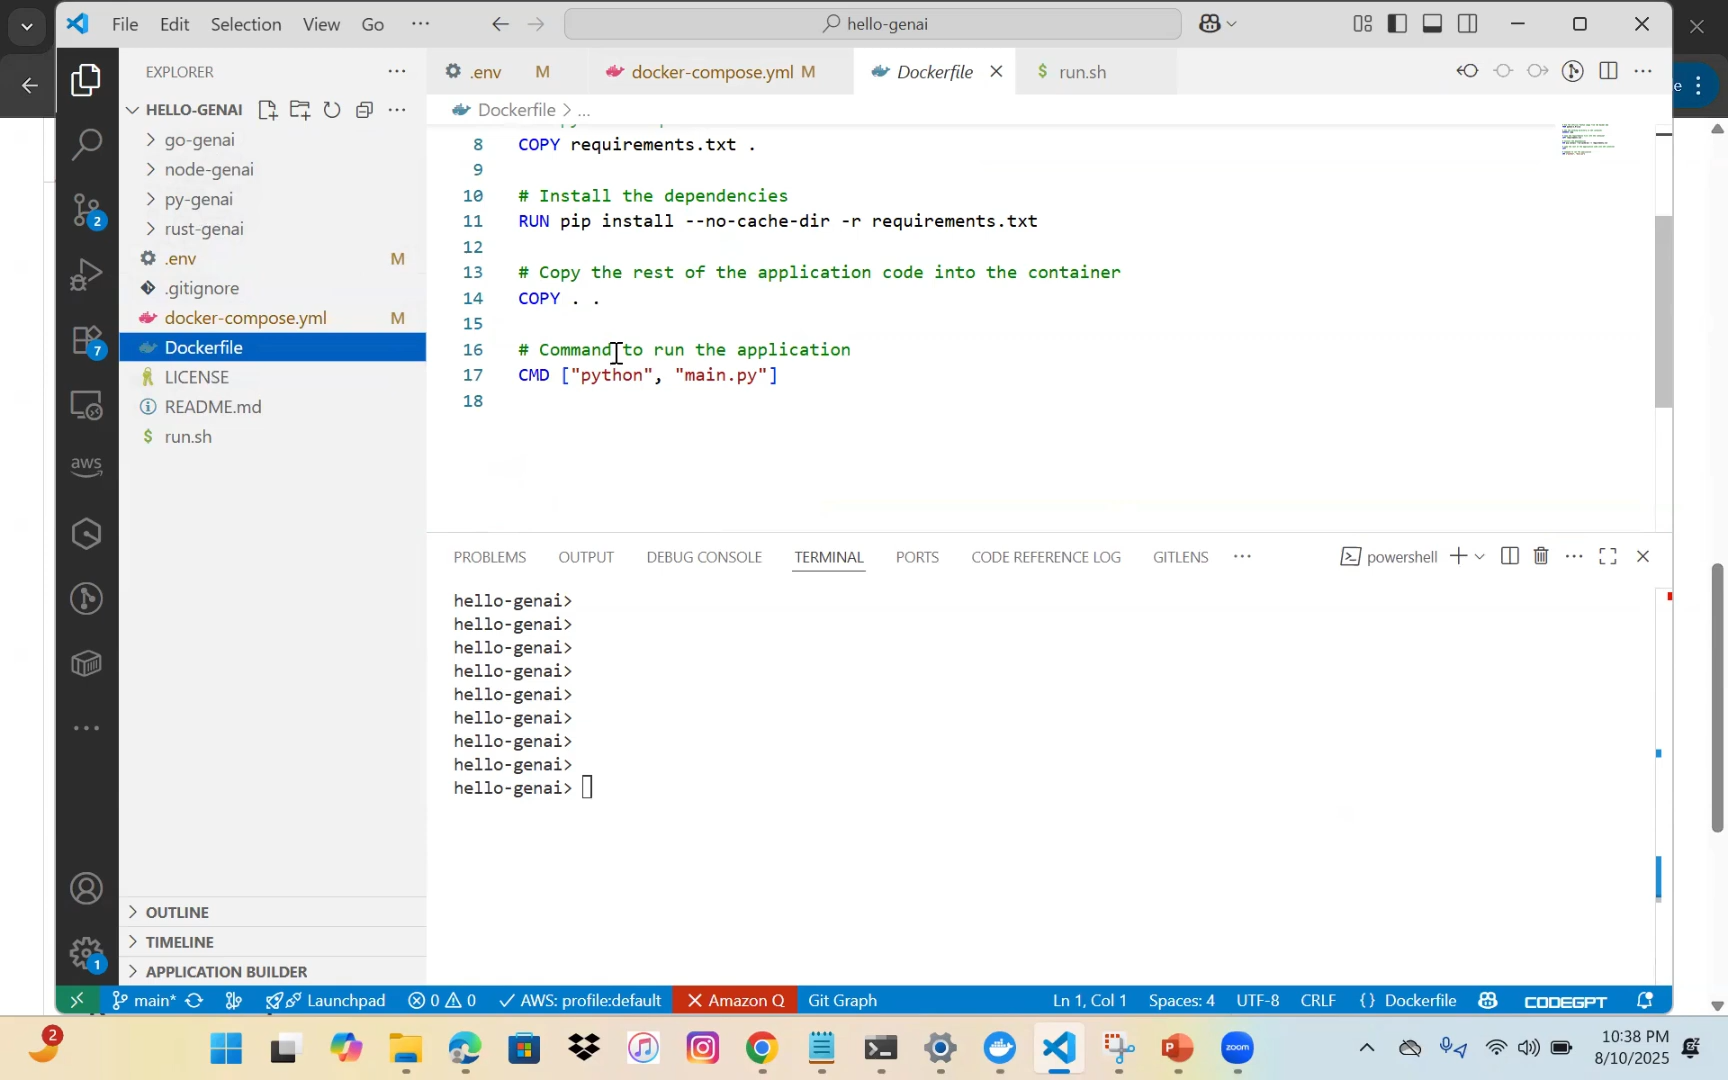 File Edit Selection View Go ··· hello-genai
EXPLORER
.env M docker-compose.yml M Dockerfile run.sh
HELLO-GENAI
Dockerfile > ...
go-genai
node-genai
py-genai
rust-genai
.env M
.gitignore
docker-compose.yml M
Dockerfile
LICENSE
README.md
run.sh
8 COPY requirements.txt .
9
10 # Install the dependencies
11 RUN pip install --no-cache-dir -r requirements.txt
12
13 # Copy the rest of the application code into the container
14 COPY . .
15
16 # Command to run the application
17 CMD ["python", "main.py"]
18
2
7
aws
1
PROBLEMS OUTPUT DEBUG CONSOLE TERMINAL PORTS CODE REFERENCE LOG GITLENS ··· powershell
hello-genai>
hello-genai>
hello-genai>
hello-genai>
hello-genai>
hello-genai>
hello-genai>
hello-genai>
hello-genai>
OUTLINE
TIMELINE
APPLICATION BUILDER
main* Launchpad 0 0 AWS: profile:default Amazon Q Git Graph Ln 1, Col 1 Spaces: 4 UTF-8 CRLF {} Dockerfile CODEGPT
2 zoom 10:38 PM
8/10/2025